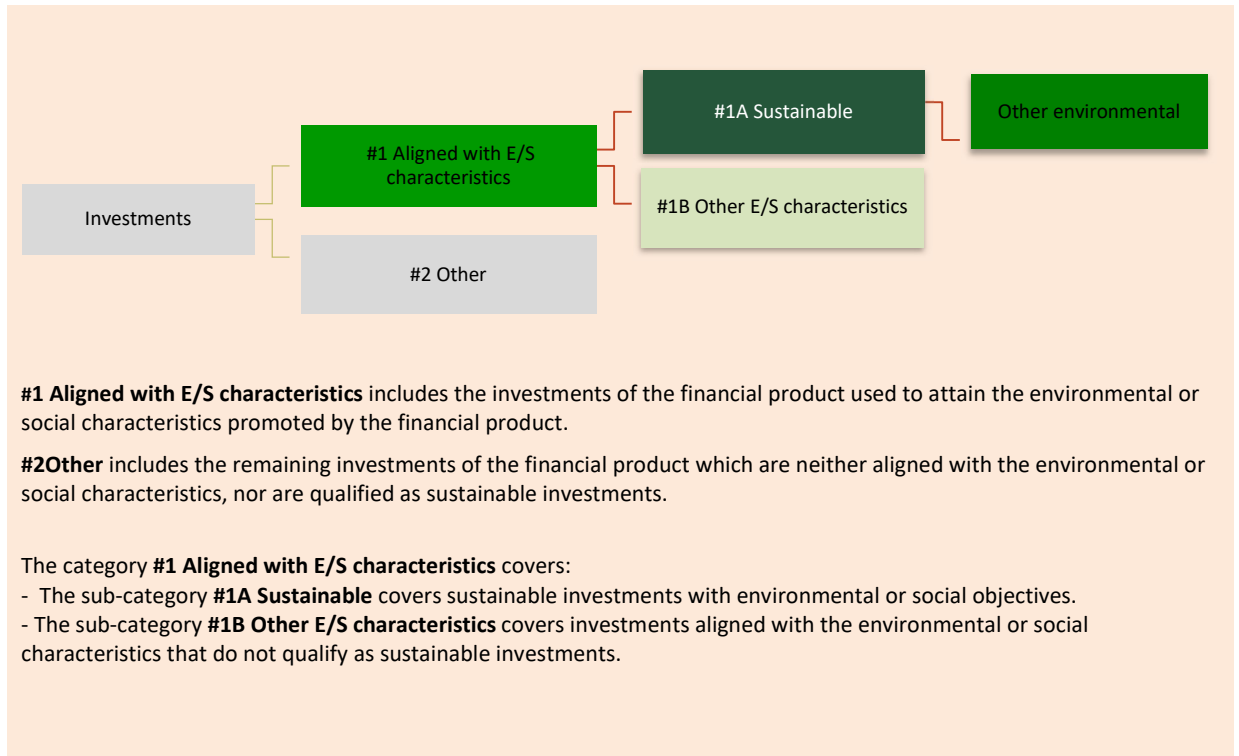 #1A Sustainable
Other environmental
#1 Aligned with E/S
characteristics
#1B Other E/S characteristics
Investments
#2 Other
#1 Aligned with E/S characteristics includes the investments of the financial product used to attain the environmental or
social characteristics promoted by the financial product.
#2Other includes the remaining investments of the financial product which are neither aligned with the environmental or
social characteristics, nor are qualified as sustainable investments.
The category #1 Aligned with E/S characteristics covers:
- The sub-category #1A Sustainable covers sustainable investments with environmental or social objectives.
- The sub-category #1B Other E/S characteristics covers investments aligned with the environmental or social
characteristics that do not qualify as sustainable investments.